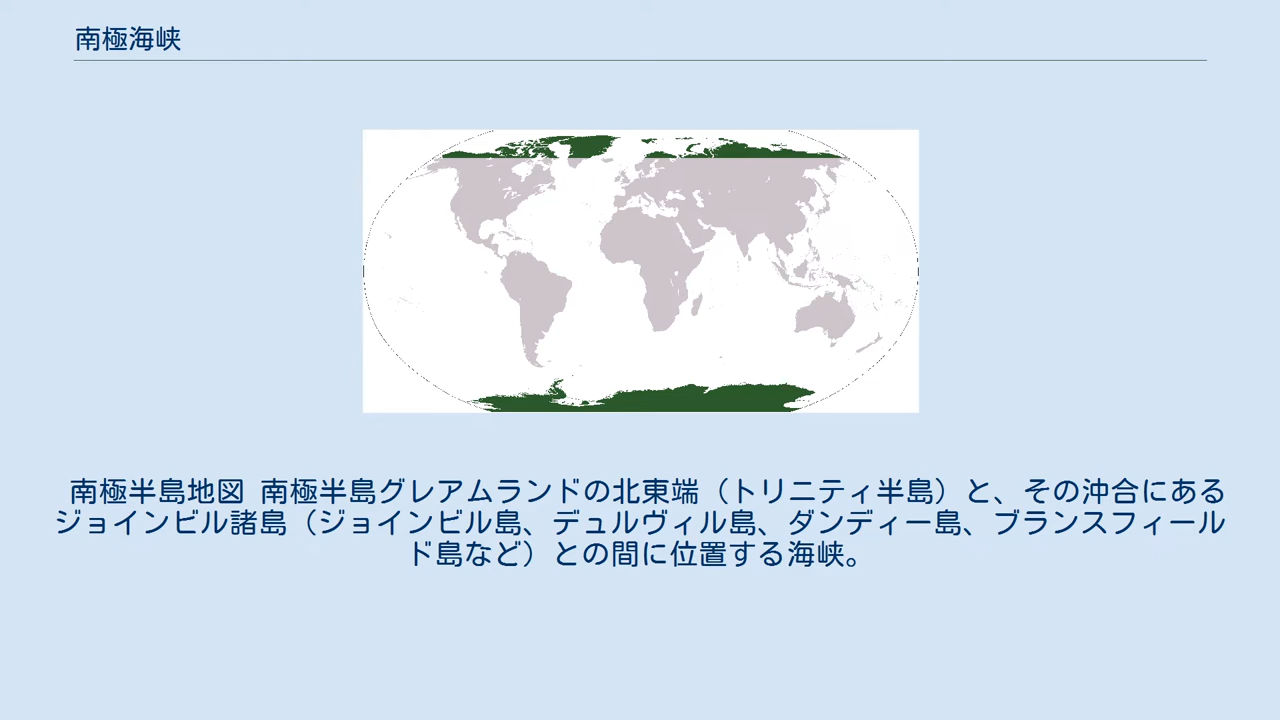 南極海峡
南極半島地図 南極半島グレアムランドの北東端（トリニティ半島）と、その沖合にある
ジョインビル諸島（ジョインビル島、デュルヴィル島、ダンディー島、ブランスフィール
ド島など）との間に位置する海峡。